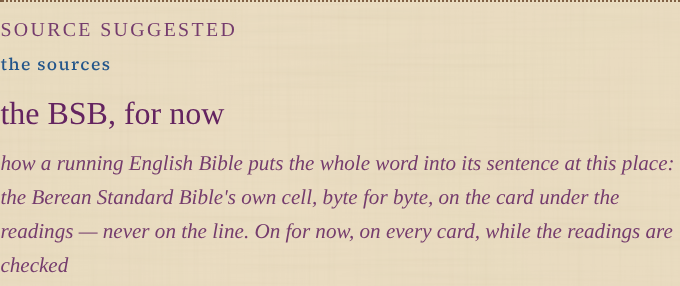 SOURCE SUGGESTED
the sources
the BSB, for now
how a running English Bible puts the whole word into its sentence at this place:
the Berean Standard Bible's own cell, byte for byte, on the card under the
readings — never on the line. On for now, on every card, while the readings are
checked